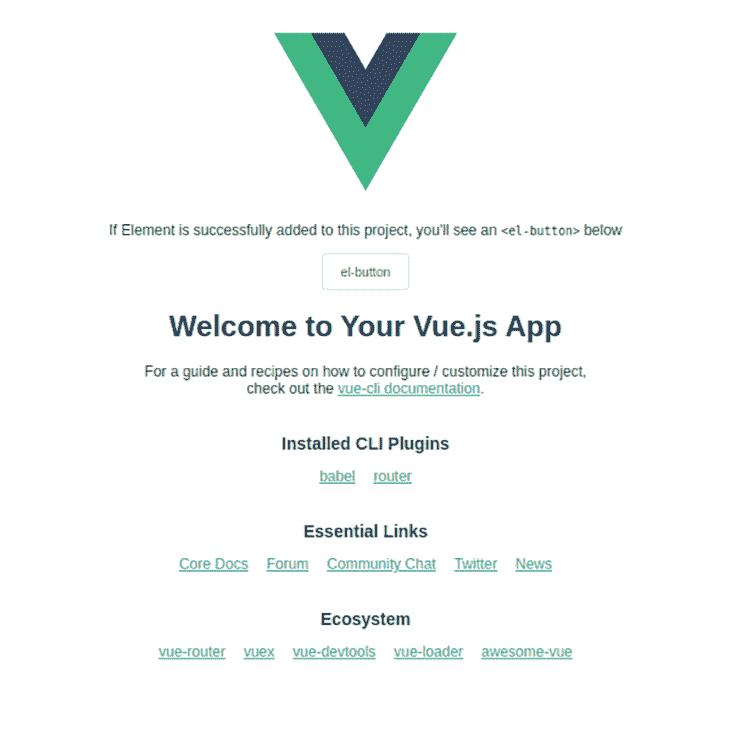 If Element is successfully added to this project, you'll see an <el-button> below
el-button
Welcome to Your Vue.js App
For a guide and recipes on how to configure / customize this project,
check out the vue-cli documentation.
Installed CLI Plugins
babel router
Essential Links
Core Docs Forum Community Chat Twitter News
Ecosystem
vue-router vuex vue-devtools vue-loader awesome-vue